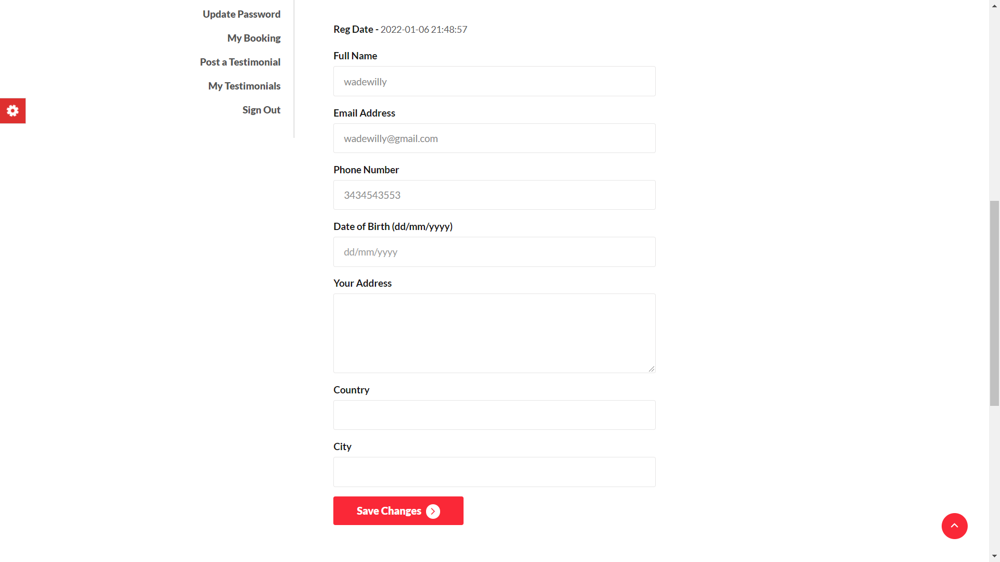 Update Password
My Booking
Post a Testimonial
My Testimonials
Sign Out
Reg Date - 2022-01-06 21:48:57
Full Name
wadewilly
Email Address
wadewilly@gmail.com
Phone Number
3434543553
Date of Birth (dd/mm/yyyy)
dd/mm/yyyy
Your Address
Country
City
Save Changes